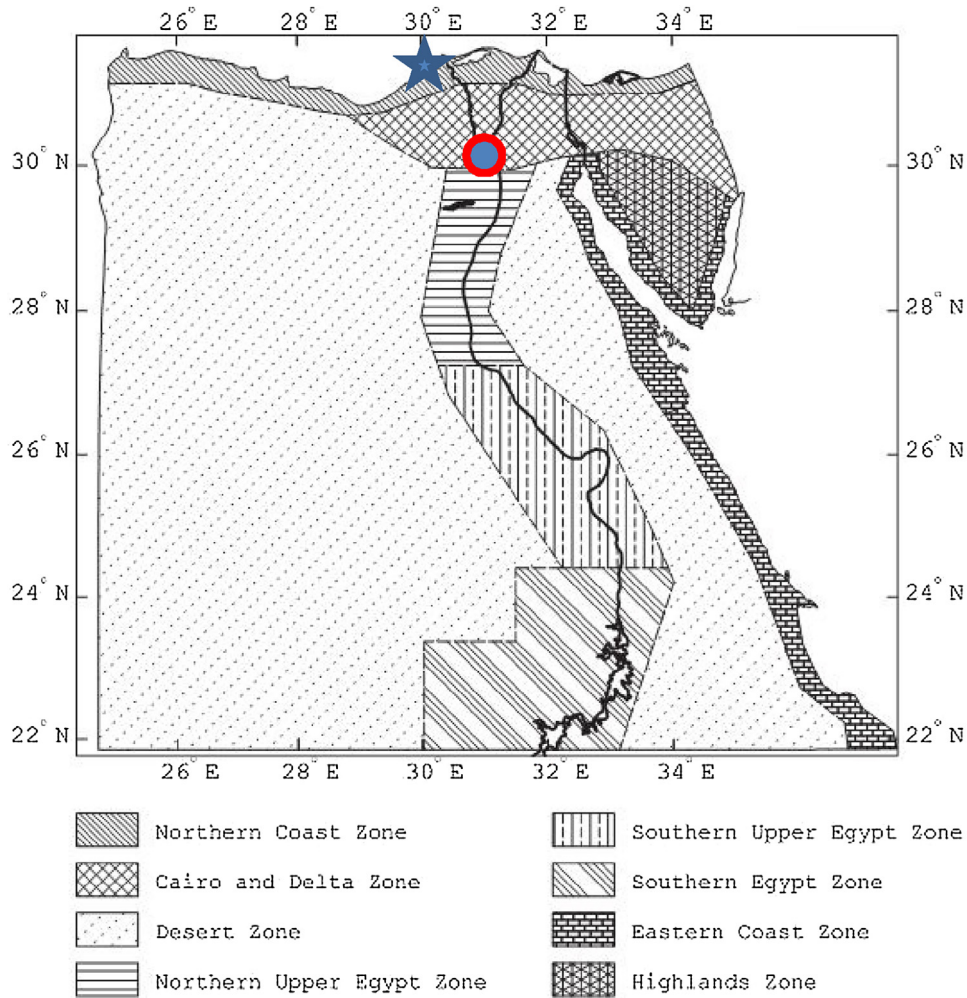 26° E 28° E 30° E 32° E 34° E
30° N 30° N
28° N 28° N
26° N 26° N
24° N 24° N
22° N 22° N
26° E 28° E 30° E 32° E 34° E
Northern Coast Zone
Cairo and Delta Zone
Desert Zone
Northern Upper Egypt Zone
Southern Upper Egypt Zone
Southern Egypt Zone
Eastern Coast Zone
Highlands Zone